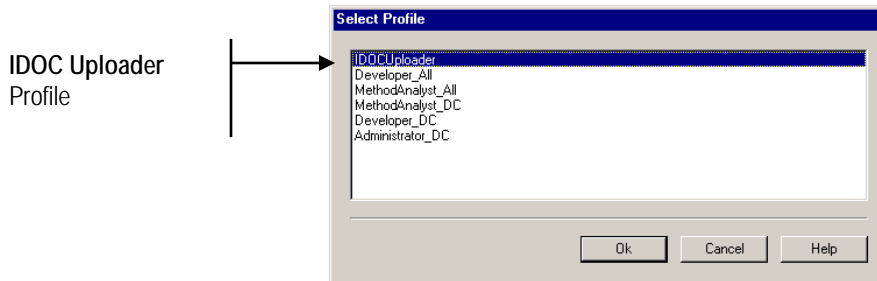 Select Profile
IDOC Uploader
Profile
IDOCUploader
Developer_All
MethodAnalyst_All
MethodAnalyst_DC
Developer_DC
Administrator_DC
Ok
Cancel
Help